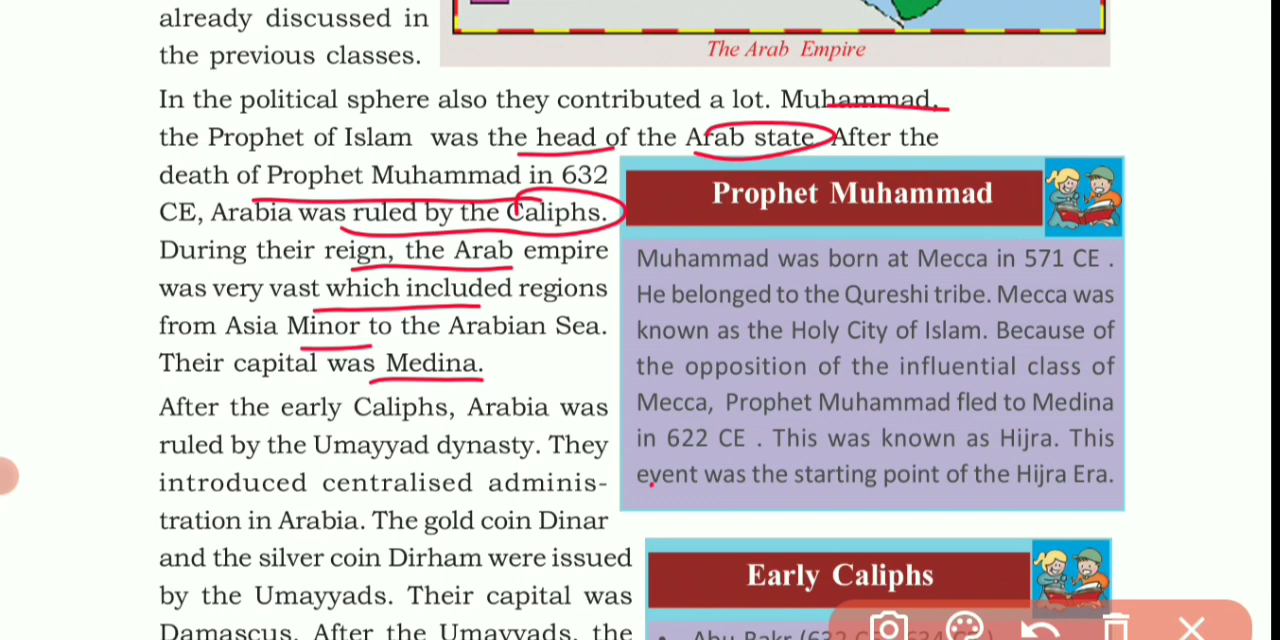 already discussed in
the previous classes.
The Arab Empire
In the political sphere also they contributed a lot. Muhammad,
the Prophet of Islam was the head of the Arab state. After the
death of Prophet Muhammad in 632
CE, Arabia was ruled by the Caliphs.
During their reign, the Arab empire
was very vast which included regions
from Asia Minor to the Arabian Sea.
Their capital was Medina.
After the early Caliphs, Arabia was
ruled by the Umayyad dynasty. They
introduced centralised adminis-
tration in Arabia. The gold coin Dinar
and the silver coin Dirham were issued
by the Umayyads. Their capital was
Damascus. After the Umayyads, the
Prophet Muhammad
Muhammad was born at Mecca in 571 CE .
He belonged to the Qureshi tribe. Mecca was
known as the Holy City of Islam. Because of
the opposition of the influential class of
Mecca, Prophet Muhammad fled to Medina
in 622 CE . This was known as Hijra. This
event was the starting point of the Hijra Era.
Early Caliphs
• Abu Bakr (632